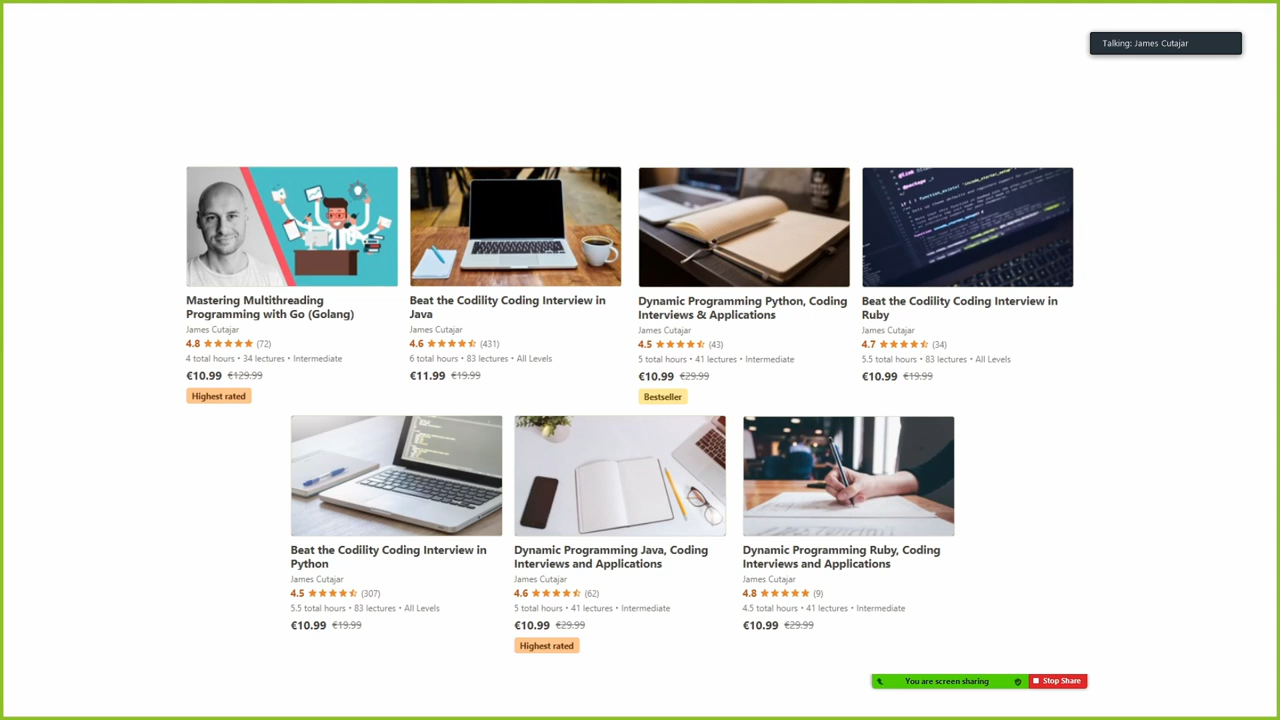 Talking: James Cutajar
Mastering Multithreading
Programming with Go (Golang)
James Cutajar
4.8 (72)
4 total hours • 34 lectures • Intermediate
€10.99 €129.99
Highest rated
Beat the Codility Coding Interview in
Java
James Cutajar
4.6 (431)
6 total hours • 83 lectures • All Levels
€11.99 €19.99
Dynamic Programming Python, Coding
Interviews & Applications
James Cutajar
4.5 (43)
5 total hours • 41 lectures • Intermediate
€10.99 €29.99
Bestseller
Beat the Codility Coding Interview in
Ruby
James Cutajar
4.7 (34)
5.5 total hours • 83 lectures • All Levels
€10.99 €19.99
Beat the Codility Coding Interview in
Python
James Cutajar
4.5 (307)
5.5 total hours • 83 lectures • All Levels
€10.99 €19.99
Dynamic Programming Java, Coding
Interviews and Applications
James Cutajar
4.6 (62)
5 total hours • 41 lectures • Intermediate
€10.99 €29.99
Highest rated
Dynamic Programming Ruby, Coding
Interviews and Applications
James Cutajar
4.8 (9)
4.5 total hours • 41 lectures • Intermediate
€10.99 €29.99
You are screen sharing
Stop Share